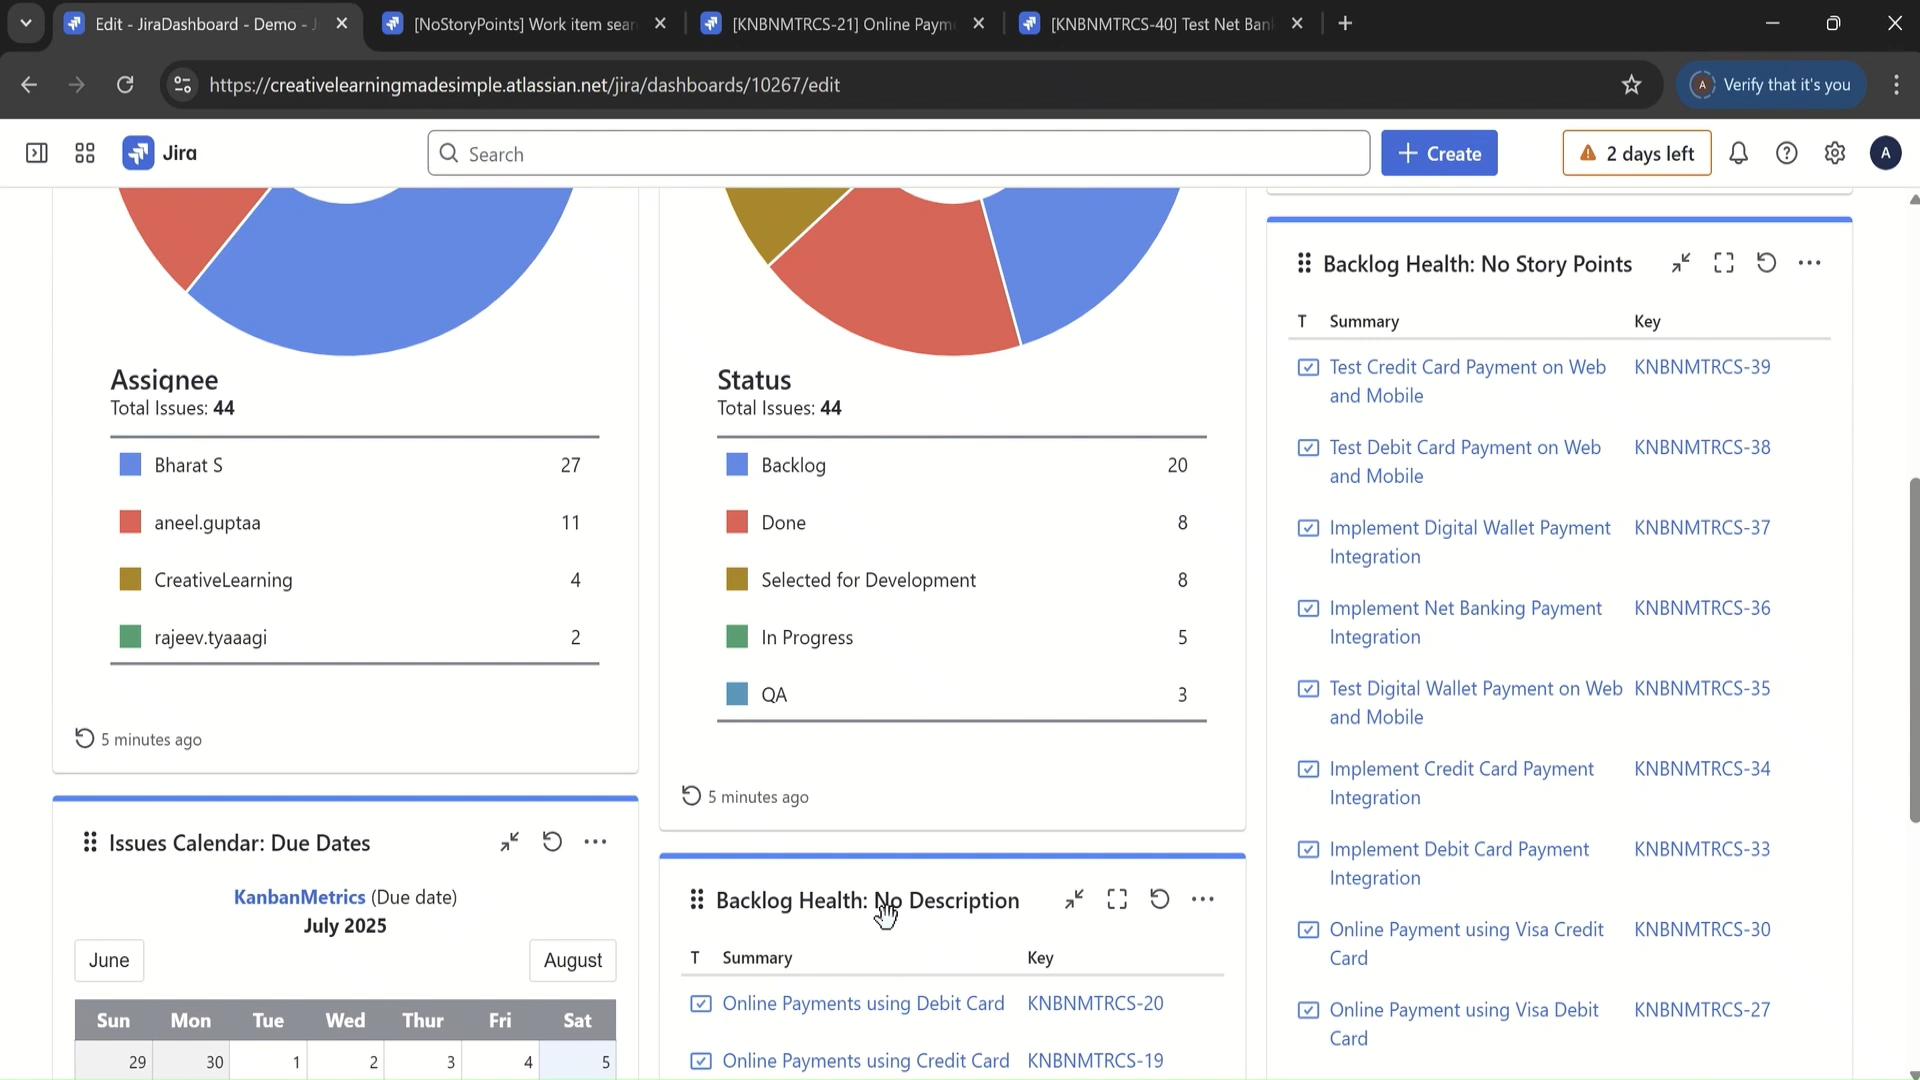 Edit - JiraDashboard - Demo - J
[NoStoryPoints] Work item sear
[KNBNMTRCS-21] Online Paym
[KNBNMTRCS-40] Test Net Ban
https://creativelearningmadesimple.atlassian.net/jira/dashboards/10267/edit
A
Verify that it's you
Jira
Search
+ Create
2 days left
A
Assignee
Total Issues: 44
Bharat S 27
aneel.guptaa 11
CreativeLearning 4
rajeev.tyaaagi 2
5 minutes ago
Issues Calendar: Due Dates
KanbanMetrics (Due date)
July 2025
June August
Sun Mon Tue Wed Thur Fri Sat
29 30 1 2 3 4 5
Status
Total Issues: 44
Backlog 20
Done 8
Selected for Development 8
In Progress 5
QA 3
5 minutes ago
Backlog Health: No Description
T Summary Key
Online Payments using Debit Card KNBNMTRCS-20
Online Payments using Credit Card KNBNMTRCS-19
Backlog Health: No Story Points
T Summary Key
Test Credit Card Payment on Web KNBNMTRCS-39
and Mobile
Test Debit Card Payment on Web KNBNMTRCS-38
and Mobile
Implement Digital Wallet Payment KNBNMTRCS-37
Integration
Implement Net Banking Payment KNBNMTRCS-36
Integration
Test Digital Wallet Payment on Web KNBNMTRCS-35
and Mobile
Implement Credit Card Payment KNBNMTRCS-34
Integration
Implement Debit Card Payment KNBNMTRCS-33
Integration
Online Payment using Visa Credit KNBNMTRCS-30
Card
Online Payment using Visa Debit KNBNMTRCS-27
Card